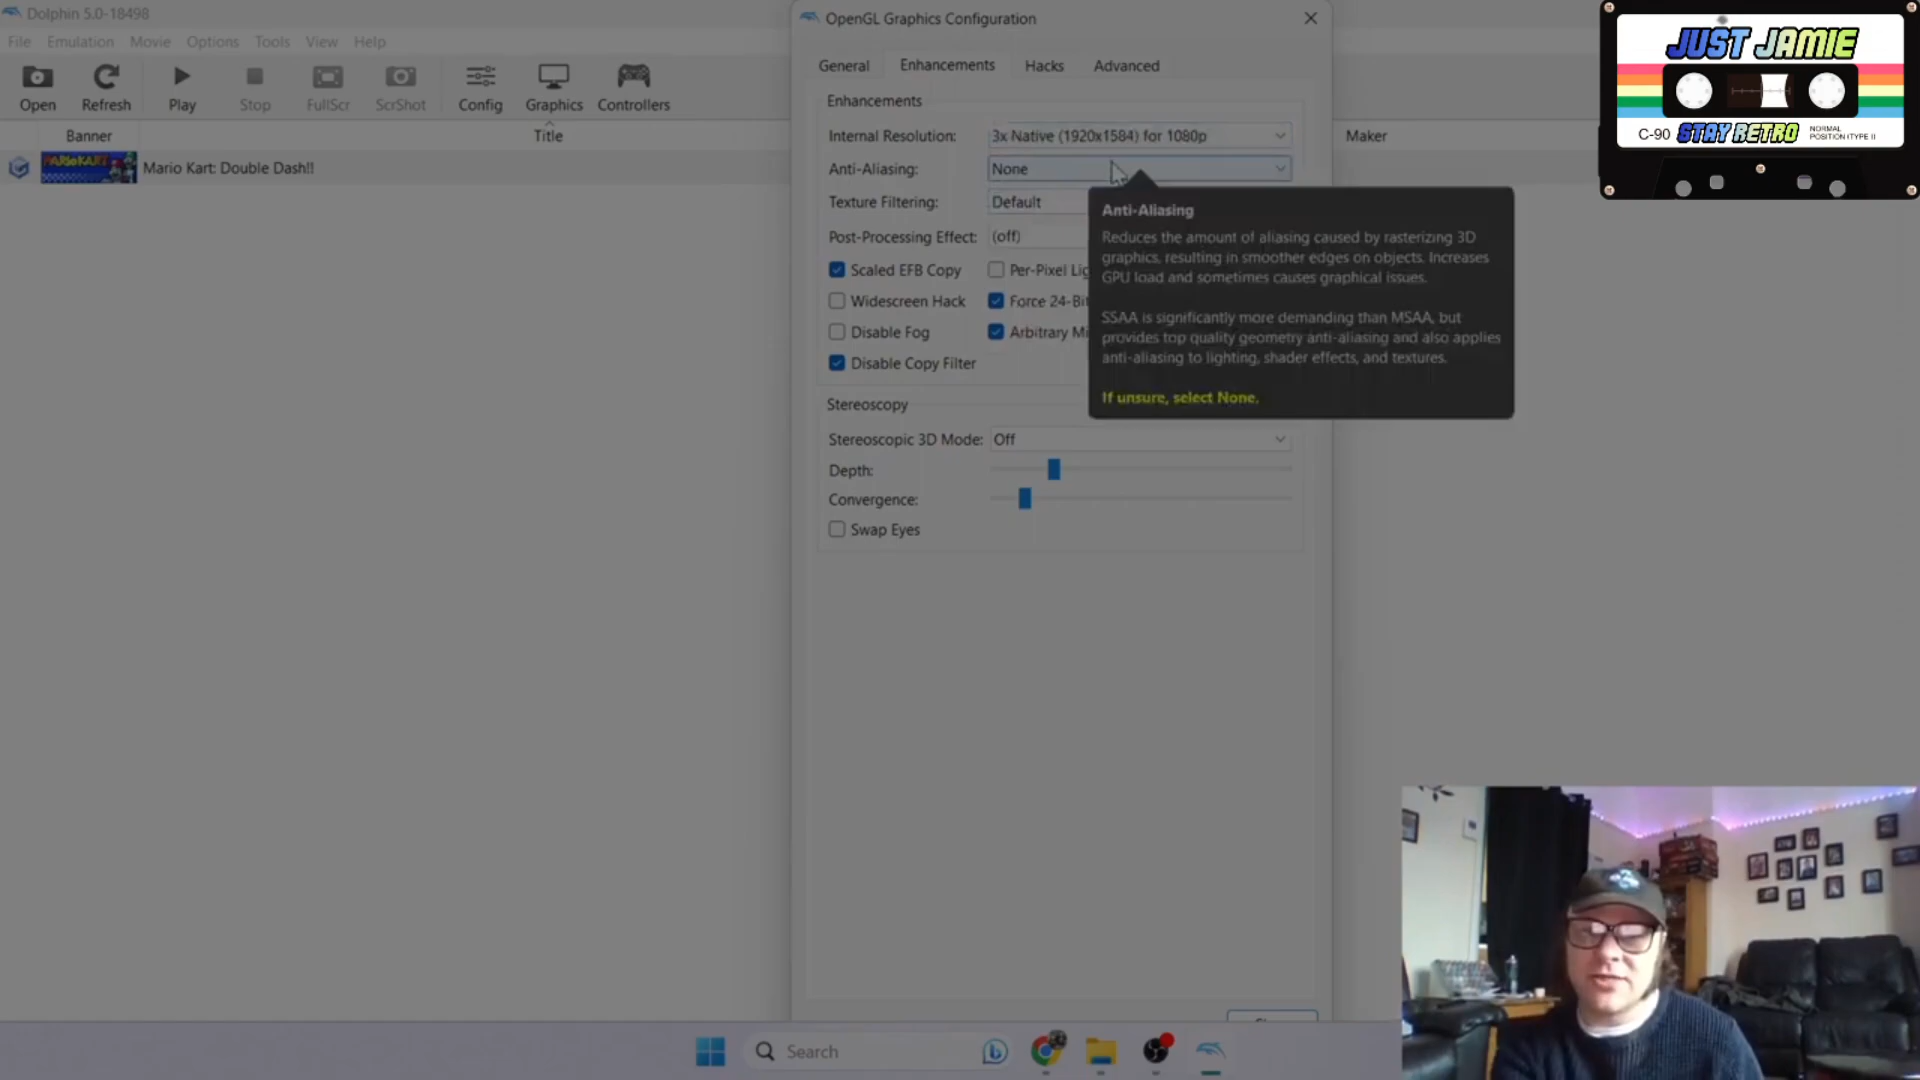 Dolphin 5.0-18498
File Emulation Movie Options Tools View Help
Open Refresh Play Stop FullScr ScrShot Config Graphics Controllers
Banner Title Maker
MARIOKART
Mario Kart: Double Dash!!
OpenGL Graphics Configuration
General Enhancements Hacks Advanced
Enhancements
Internal Resolution: 3x Native (1920x1584) for 1080p
Anti-Aliasing: None
Texture Filtering: Default
Post-Processing Effect: (off)
Scaled EFB Copy Per-Pixel Lig
Widescreen Hack Force 24-Bit
Disable Fog Arbitrary Mi
Disable Copy Filter
Anti-Aliasing
Reduces the amount of aliasing caused by rasterizing 3D
graphics, resulting in smoother edges on objects. Increases
GPU load and sometimes causes graphical issues.
SSAA is significantly more demanding than MSAA, but
provides top quality geometry anti-aliasing and also applies
anti-aliasing to lighting, shader effects, and textures.
If unsure, select None.
Stereoscopy
Stereoscopic 3D Mode: Off
Depth:
Convergence:
Swap Eyes
Search
JUST JAMIE
C-90 STAY RETRO NORMAL
POSITION (TYPE II